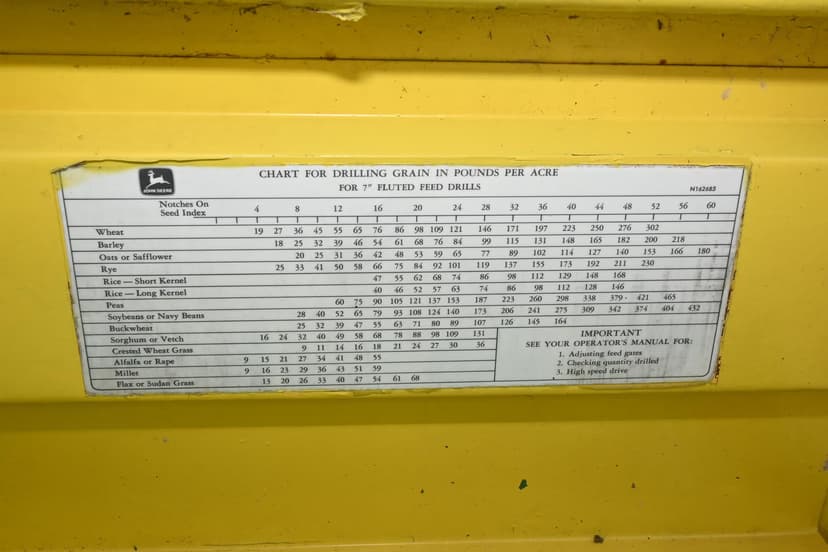 JOHN DEERE
CHART FOR DRILLING GRAIN IN POUNDS PER ACRE
FOR 7" FLUTED FEED DRILLS
N162685
Notches On
Seed Index
4 8 12 16 20 24 28 32 36 40 44 48 52 56 60
Wheat 19 27 36 45 55 65 76 86 98 109 121 146 171 197 223 250 276 302
Barley 18 25 32 39 46 54 61 68 76 84 99 115 131 148 165 182 200 218
Oats or Safflower 20 25 31 36 42 48 53 59 65 77 89 102 114 127 140 153 166 180
Rye 25 33 41 50 58 66 75 84 92 101 119 137 155 173 192 211 230
Rice – Short Kernel 47 55 62 68 74 86 98 112 129 148 168
Rice – Long Kernel 40 46 52 57 63 74 86 98 112 128 146
Peas 60 75 90 105 121 137 153 187 223 260 298 338 379 421 465
Soybeans or Navy Beans 28 40 52 65 79 93 108 124 140 173 206 241 275 309 342 374 404 432
Buckwheat 25 32 39 47 55 63 71 80 89 107 126 145 164
Sorghum or Vetch 16 24 32 40 49 58 68 78 88 98 109 131
Crested Wheat Grass 9 11 14 16 18 21 24 27 30 36
Alfalfa or Rape 9 15 21 27 34 41 48 55
Millet 9 16 23 29 36 43 51 59
Flax or Sudan Grass 13 20 26 33 40 47 54 61 68
IMPORTANT
SEE YOUR OPERATOR'S MANUAL FOR:
1. Adjusting feed gates
2. Checking quantity drilled
3. High speed drive